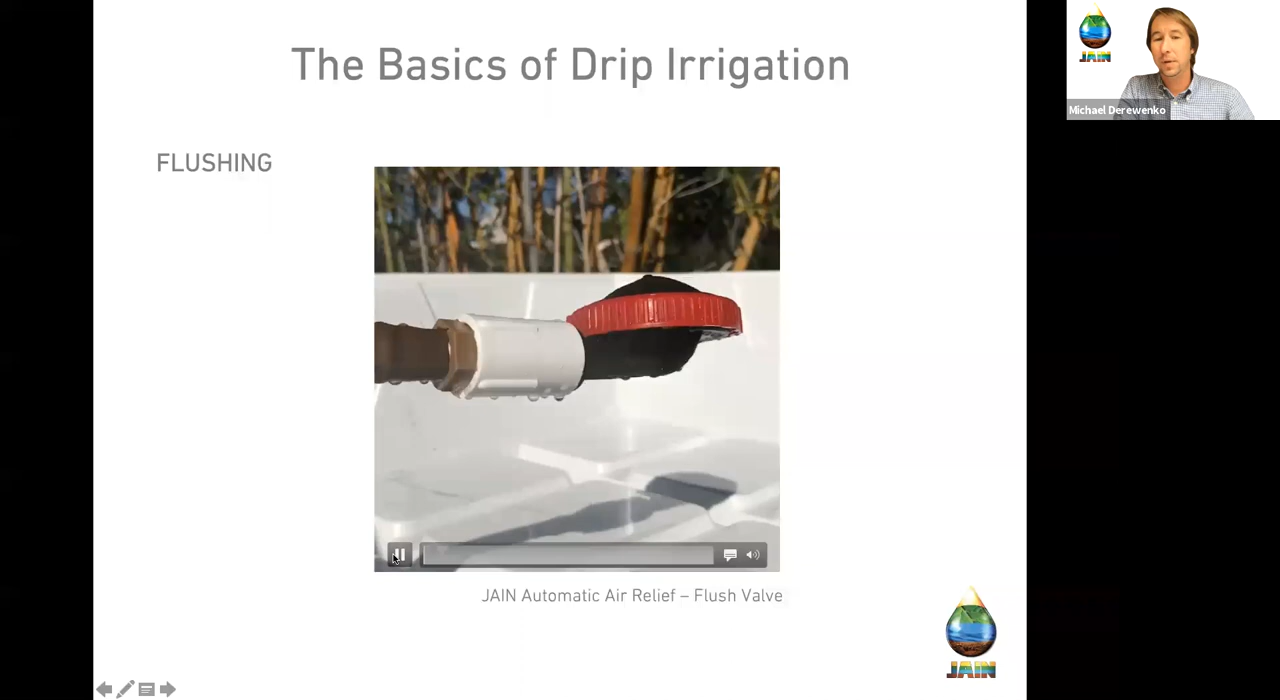 The Basics of Drip Irrigation
JAIN
Michael Derewenko
FLUSHING
JAIN Automatic Air Relief – Flush Valve
JAIN